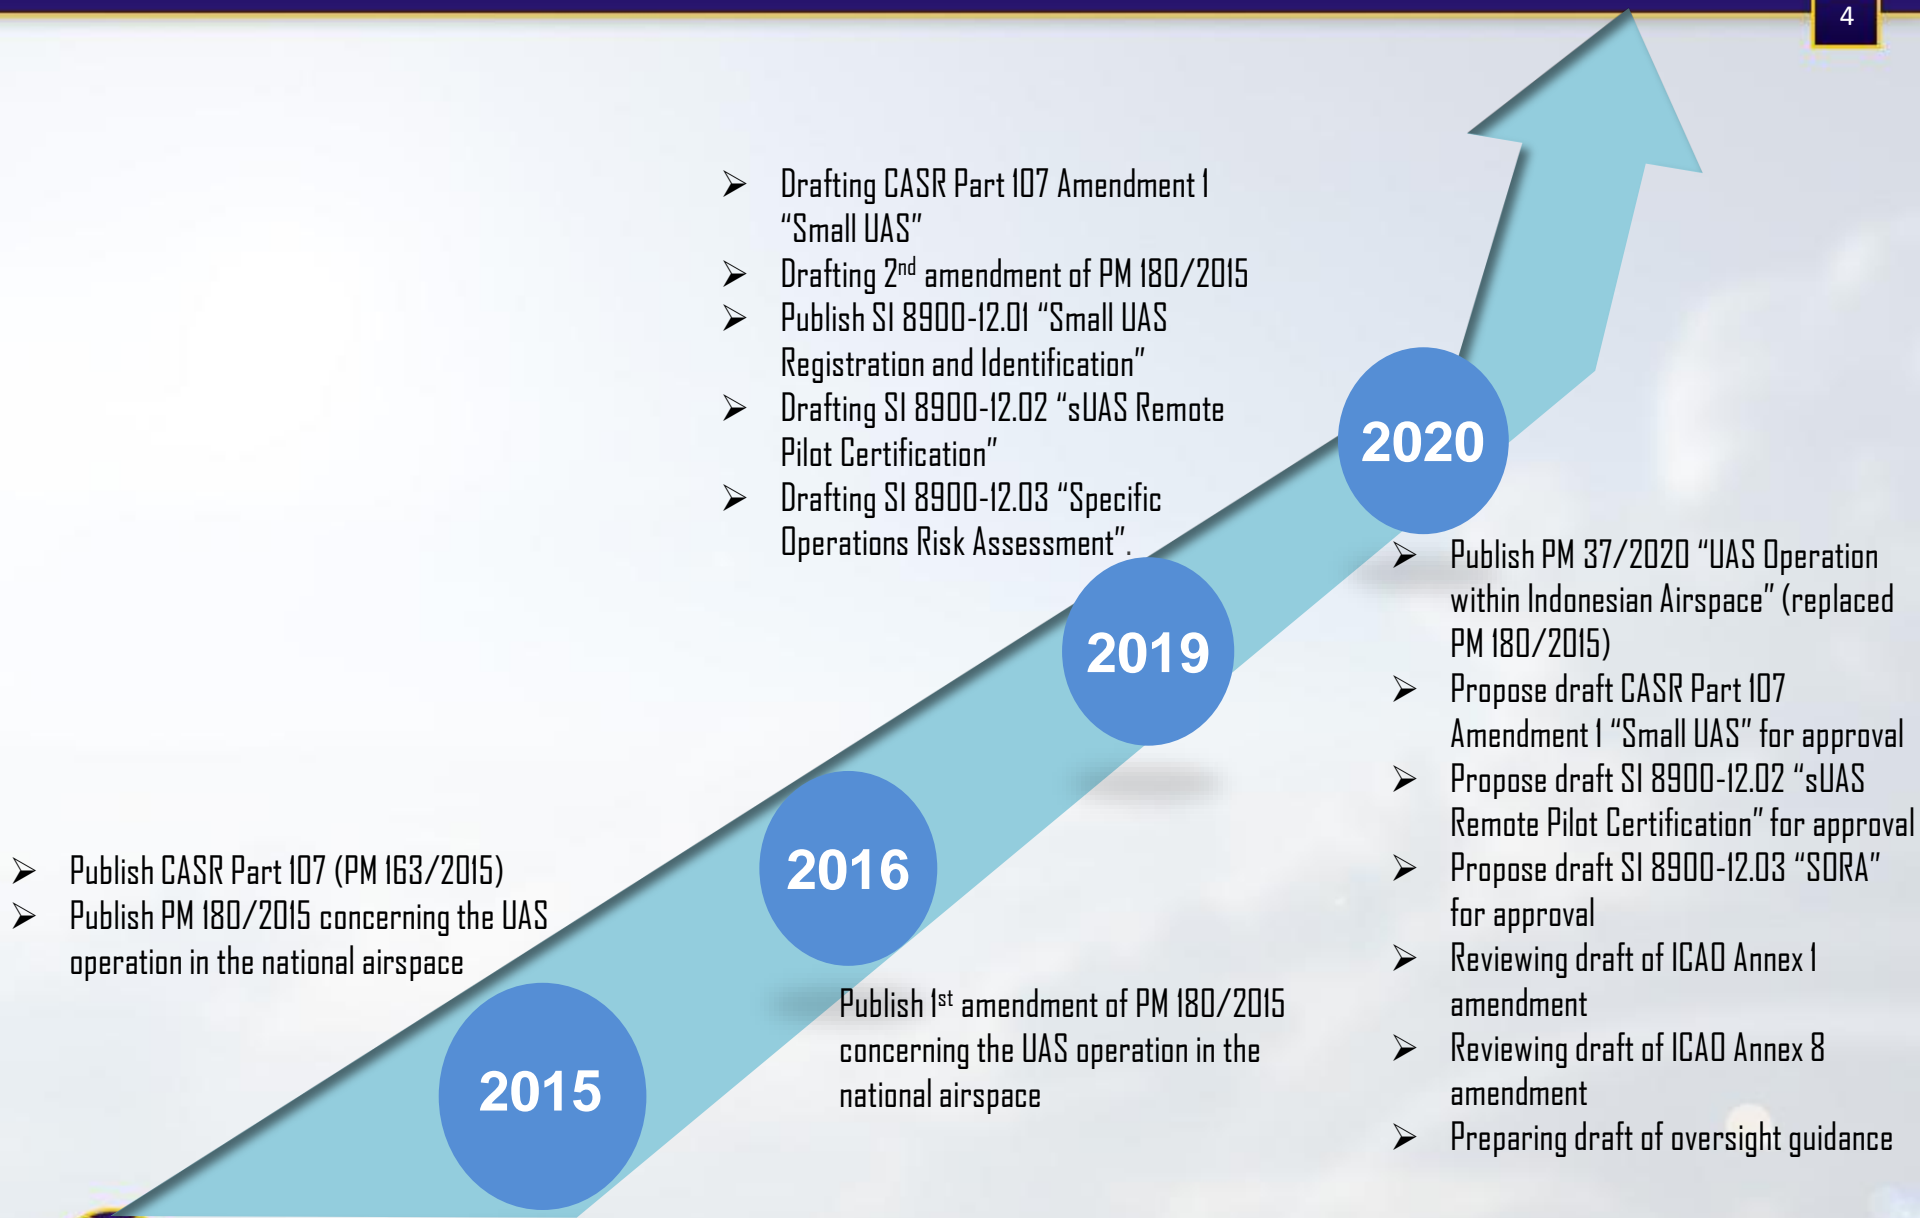 4
➢ Drafting CASR Part 107 Amendment 1
“Small UAS”
➢ Drafting 2nd amendment of PM 180/2015
➢ Publish SI 8900-12.01 “Small UAS
Registration and Identification”
➢ Drafting SI 8900-12.02 “sUAS Remote
Pilot Certification”
➢ Drafting SI 8900-12.03 “Specific
Operations Risk Assessment”.
2020
➢ Publish PM 37/2020 “UAS Operation
within Indonesian Airspace” (replaced
PM 180/2015)
➢ Propose draft CASR Part 107
Amendment 1 “Small UAS” for approval
➢ Propose draft SI 8900-12.02 “sUAS
Remote Pilot Certification” for approval
➢ Propose draft SI 8900-12.03 “SORA”
for approval
➢ Reviewing draft of ICAO Annex 1
amendment
➢ Reviewing draft of ICAO Annex 8
amendment
➢ Preparing draft of oversight guidance
2019
2016
Publish 1st amendment of PM 180/2015
concerning the UAS operation in the
national airspace
➢ Publish CASR Part 107 (PM 163/2015)
➢ Publish PM 180/2015 concerning the UAS
operation in the national airspace
2015